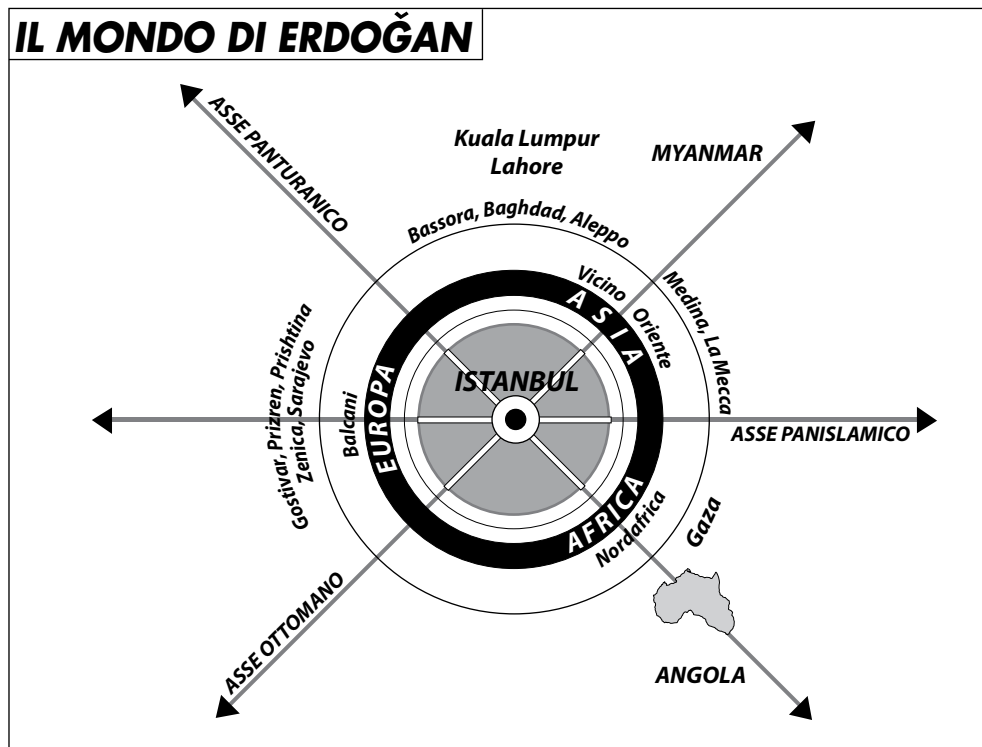 IL MONDO DI ERDOĞAN
ASSE PANTURANICO
Kuala Lumpur
Lahore
MYANMAR
Bassora, Baghdad, Aleppo
Vicino Oriente
Medina, La Mecca
ASIA
Gostivar, Prizren, Prishtina
Zenica, Sarajevo
Balcani
EUROPA
ISTANBUL
ASSE PANISLAMICO
AFRICA
Nordafrica
Gaza
ASSE OTTOMANO
ANGOLA